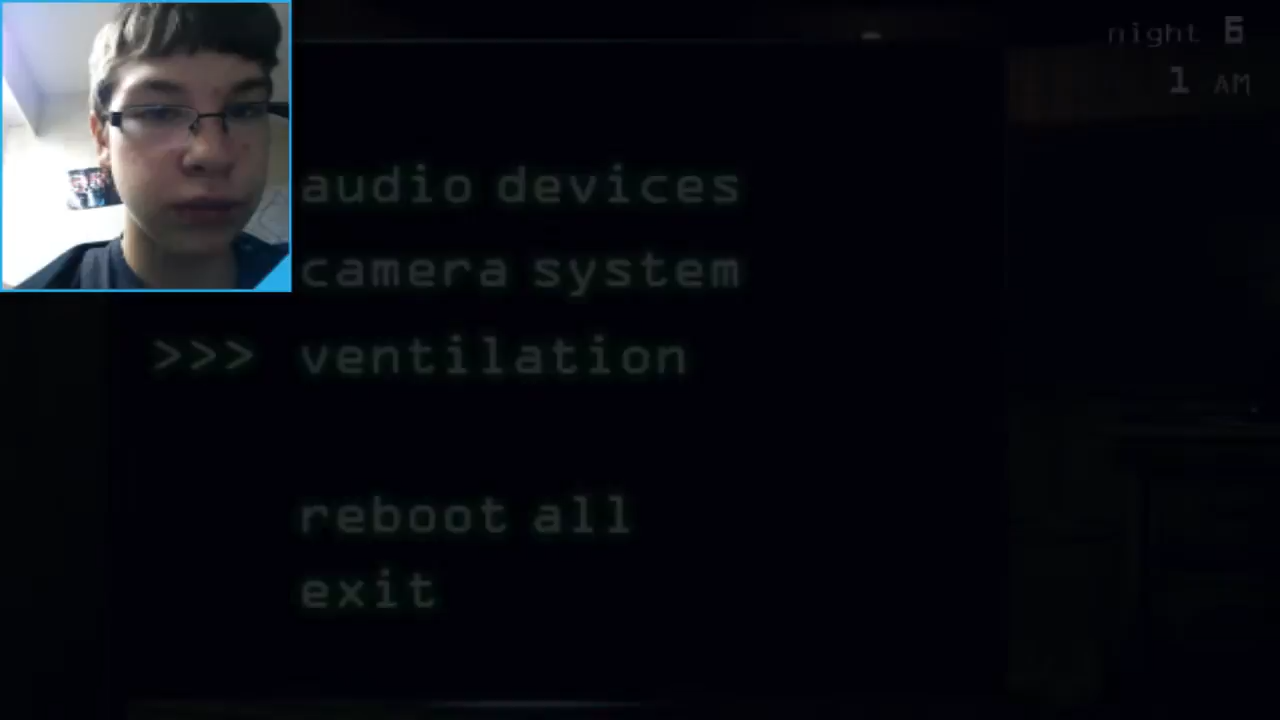 night 6
1 AM
audio devices
camera system
>>> ventilation
reboot all
exit